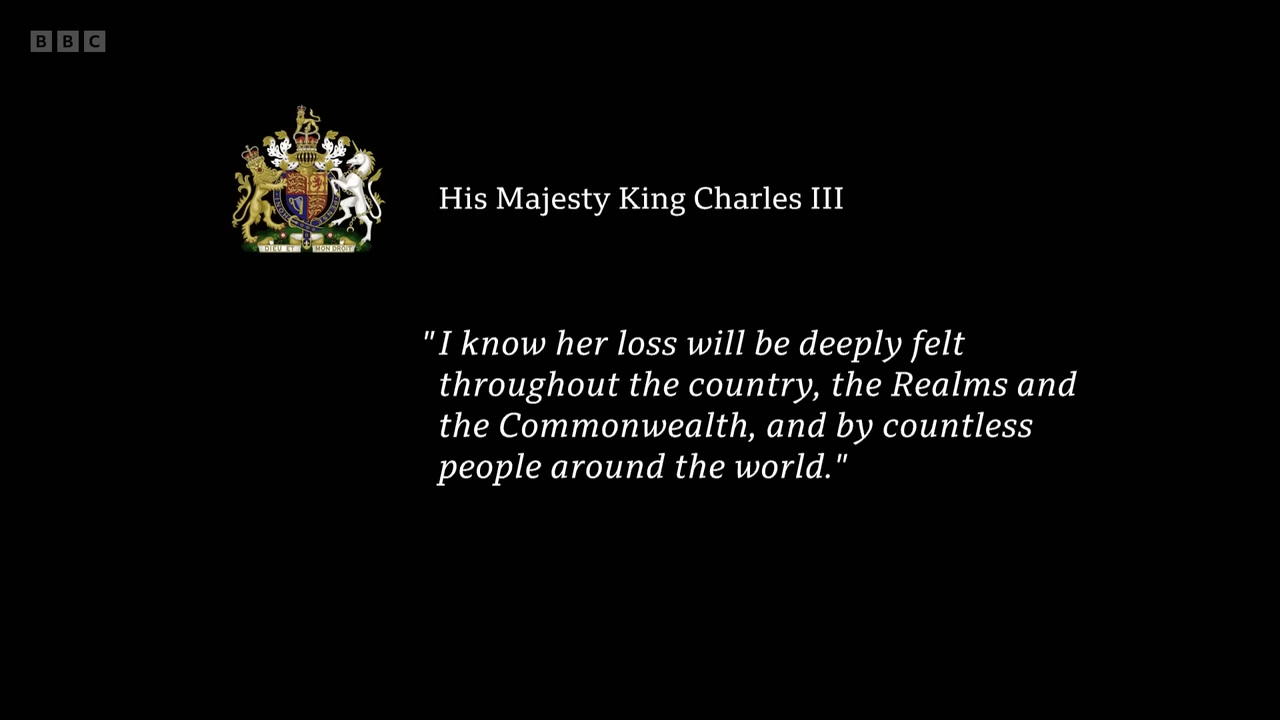 BBC
His Majesty King Charles III
"I know her loss will be deeply felt
throughout the country, the Realms and
the Commonwealth, and by countless
people around the world."
DIEU ET MON DROIT